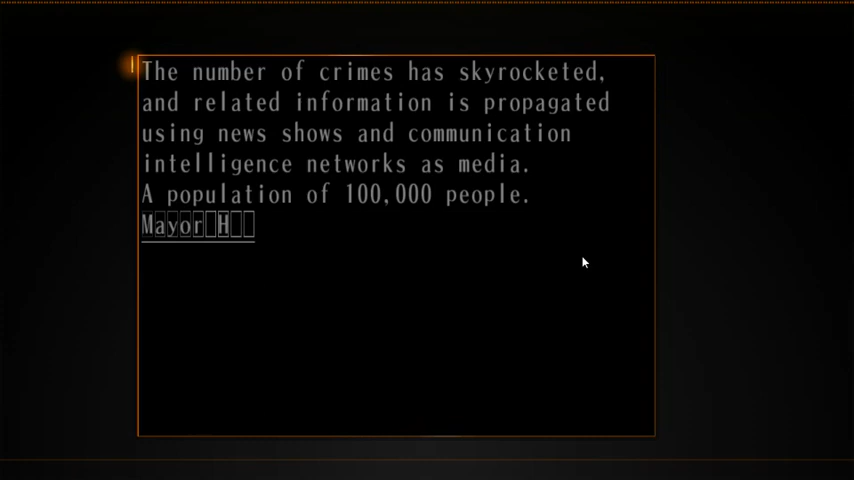 The number of crimes has skyrocketed,
and related information is propagated
using news shows and communication
intelligence networks as media.
A population of 100,000 people.
Mayor H